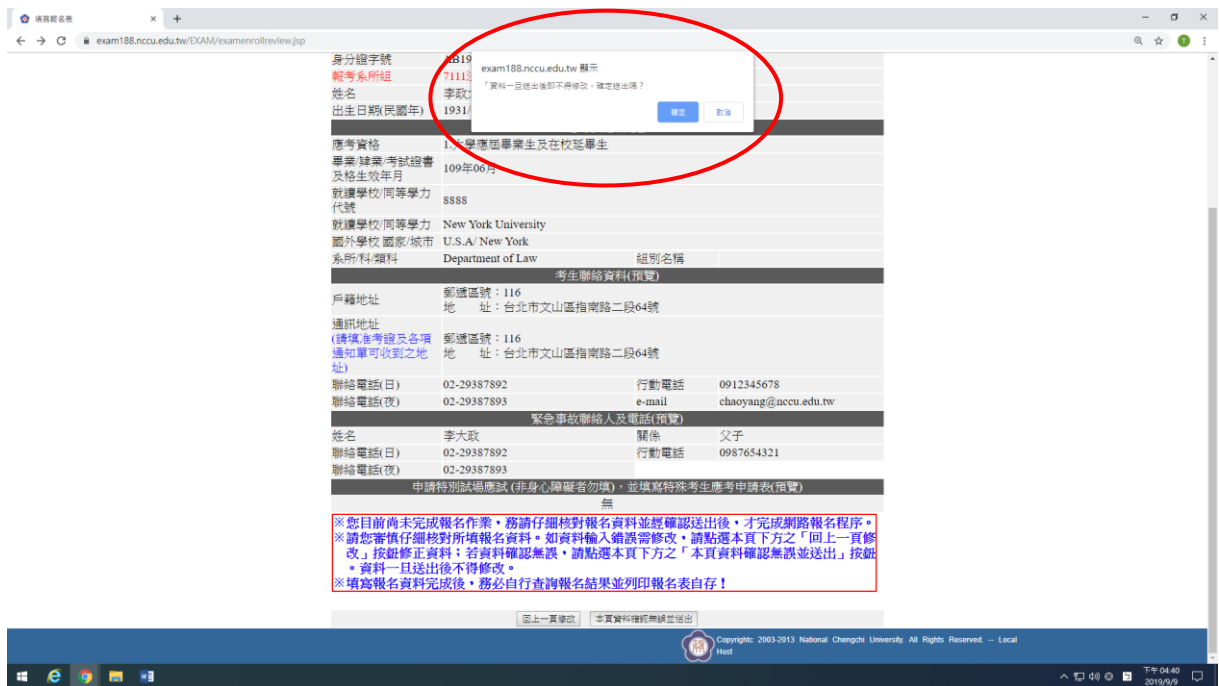 填寫報名表
exam188.nccu.edu.tw/EXAM/examenrollreview.jsp
身分證字號 AB19
報考系所組 7111
姓名 李政
出生日期(民國年) 1931/
exam188.nccu.edu.tw 顯示
「資料一旦送出後即不得修改，確定送出嗎？
確定 取消
應考資格 1.大學應屆畢業生及在校延畢生
畢業/肄業/考試證書
及格生效年月 109年06月
就讀學校/同等學力
代號 8888
就讀學校/同等學力 New York University
國外學校 國家/城市 U.S.A/ New York
系所/科/類科 Department of Law 組別名稱
考生聯絡資料(預覽)
戶籍地址 郵遞區號：116
地 址：台北市文山區指南路二段64號
通訊地址
(請填准考證及各項
通知單可收到之地
址)
郵遞區號：116
地 址：台北市文山區指南路二段64號
聯絡電話(日) 02-29387892 行動電話 0912345678
聯絡電話(夜) 02-29387893 e-mail chaoyang@nccu.edu.tw
緊急事故聯絡人及電話(預覽)
姓名 李大政 關係 父子
聯絡電話(日) 02-29387892 行動電話 0987654321
聯絡電話(夜) 02-29387893
申請特別試場應試 (非身心障礙者勿填)，並填寫特殊考生應考申請表(預覽)
無
※您目前尚未完成報名作業，務請仔細核對報名資料並經確認送出後，才完成網路報名程序。
※請您審慎仔細核對所填報名資料。如資料輸入錯誤需修改，請點選本頁下方之「回上一頁修
改」按鈕修正資料；若資料確認無誤，請點選本頁下方之「本頁資料確認無誤並送出」按鈕
。資料一旦送出後不得修改。
※填寫報名資料完成後，務必自行查詢報名結果並列印報名表自存！
回上一頁修改 本頁資料確認無誤並送出
Copyrightc 2003-2013 National Chengchi University. All Rights Reserved. -- Local
Host
下午 04:40
2019/9/9